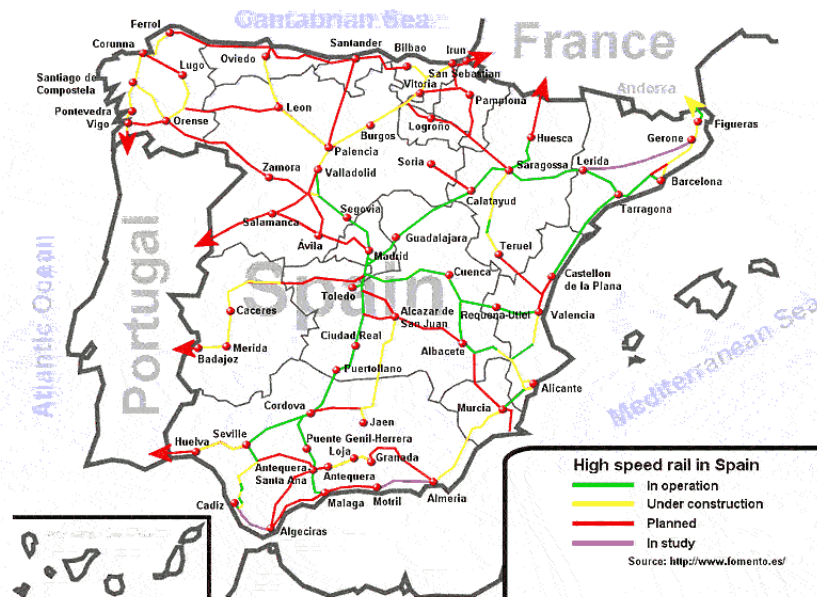 Cantabrian Sea
Ferrol
Corunna
Lugo
Oviedo
Santander
Bilbao
Irun
San Sebastian
France
Santiago de
Compostela
Pontevedra
Vigo
Orense
Leon
Vitoria
Pamplona
Logroño
Burgos
Palencia
Andorra
Figueras
Gerone
Huesca
Zamora
Valladolid
Soria
Saragossa
Lerida
Barcelona
Calatayud
Tarragona
Segovia
Salamanca
Ávila
Madrid
Guadalajara
Teruel
Portugal
Spain
Atlantic Ocean
Toledo
Cuenca
Castellon
de la Plana
Caceres
Alcazar de
San Juan
Requena-Utiel
Valencia
Merida
Badajoz
Ciudad Real
Albacete
Puertollano
Alicante
Mediterranean Sea
Murcia
Cordova
Jaen
Huelva
Seville
Puente Genil-Herrera
Loja
Granada
Antequera
Santa Ana
Antequera
Cadiz
Malaga
Motril
Almeria
Algeciras
High speed rail in Spain
In operation
Under construction
Planned
In study
Source: http://www.fomento.es/